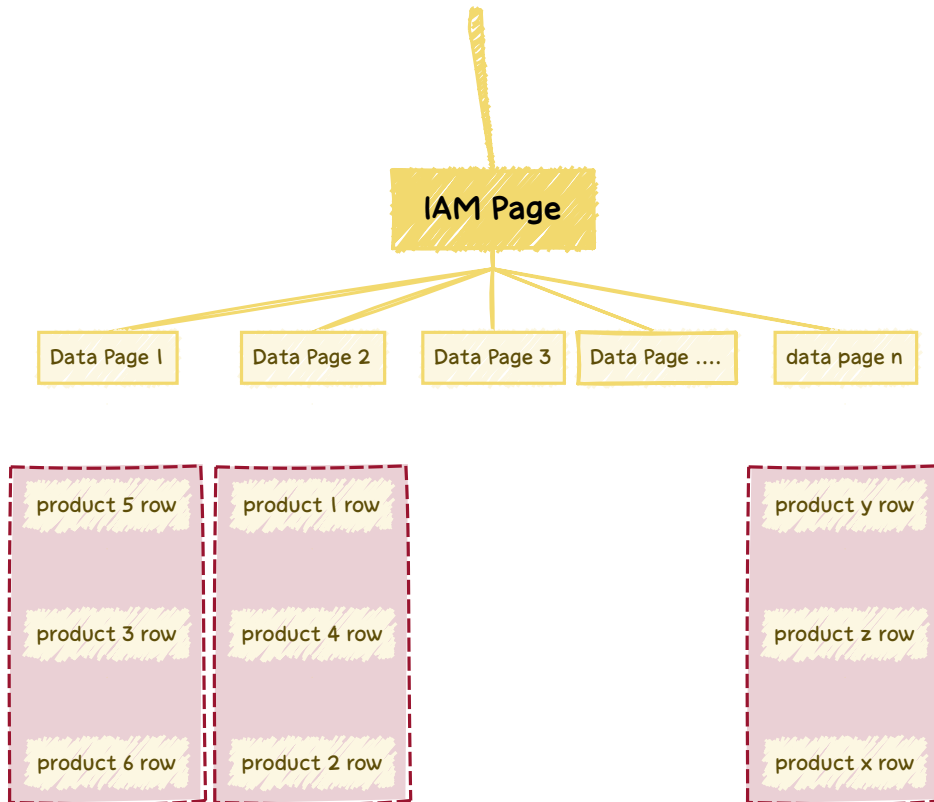 IAM Page
Data Page 1
Data Page 2
Data Page 3
Data Page ....
data page n
product 5 row
product 1 row
product y row
product 3 row
product 4 row
product z row
product 6 row
product 2 row
product x row